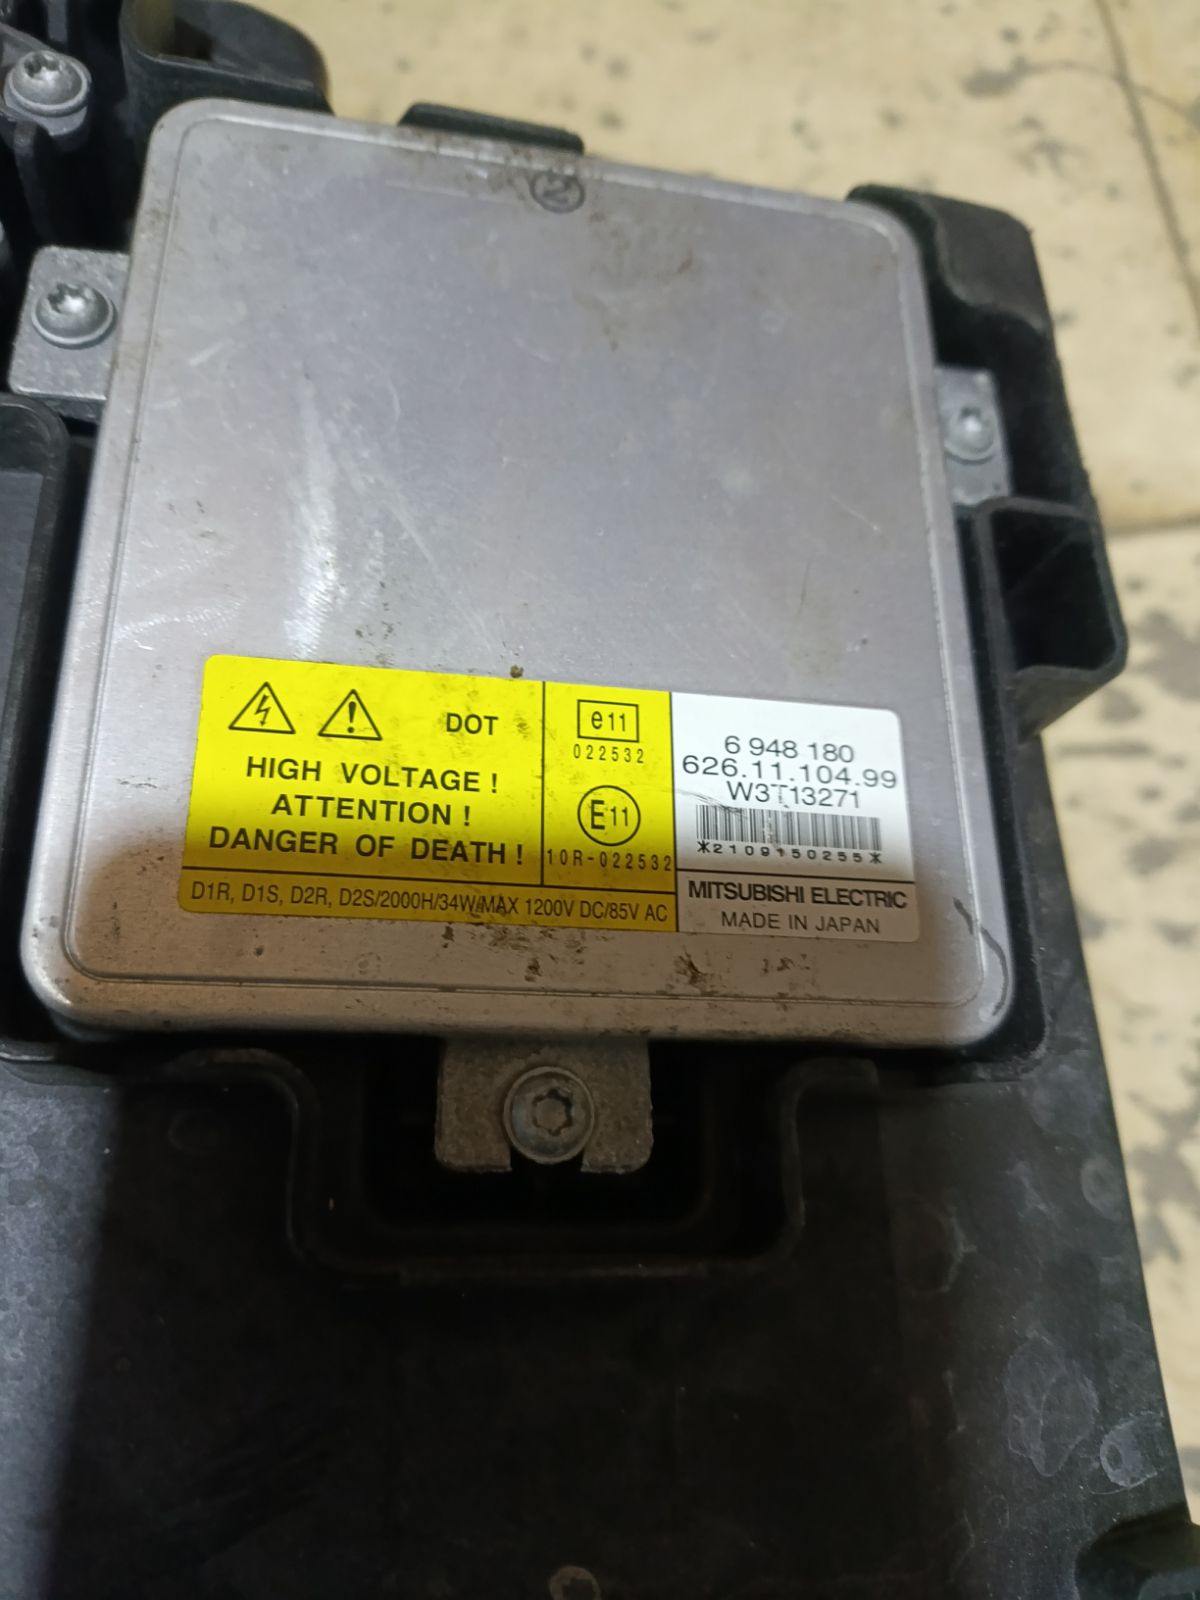 2
DOT
HIGH VOLTAGE !
ATTENTION !
DANGER OF DEATH !
D1R, D1S, D2R, D2S/2000H/34W/MAX 1200V DC/85V AC
e11
022532
E11
10R-022532
6 948 180
626.11.104.99
W3T13271
*2109150255*
MITSUBISHI ELECTRIC
MADE IN JAPAN